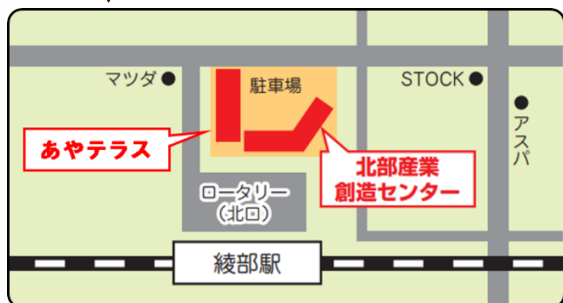 マツダ
駐車場
STOCK
アスパ
あやテラス
北部産業
創造センター
ロータリー
(北口)
綾部駅